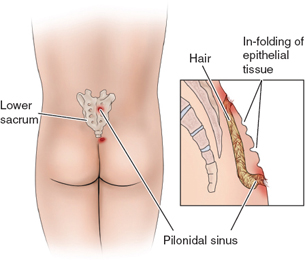 Lower
sacrum
Hair
In-folding of
epithelial
tissue
Pilonidal sinus